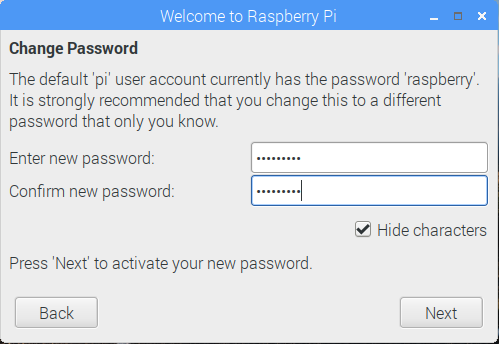 Welcome to Raspberry Pi
Change Password
The default 'pi' user account currently has the password 'raspberry'.
It is strongly recommended that you change this to a different
password that only you know.
Enter new password: •••••••••
Confirm new password: •••••••••
Hide characters
Press 'Next' to activate your new password.
Back Next